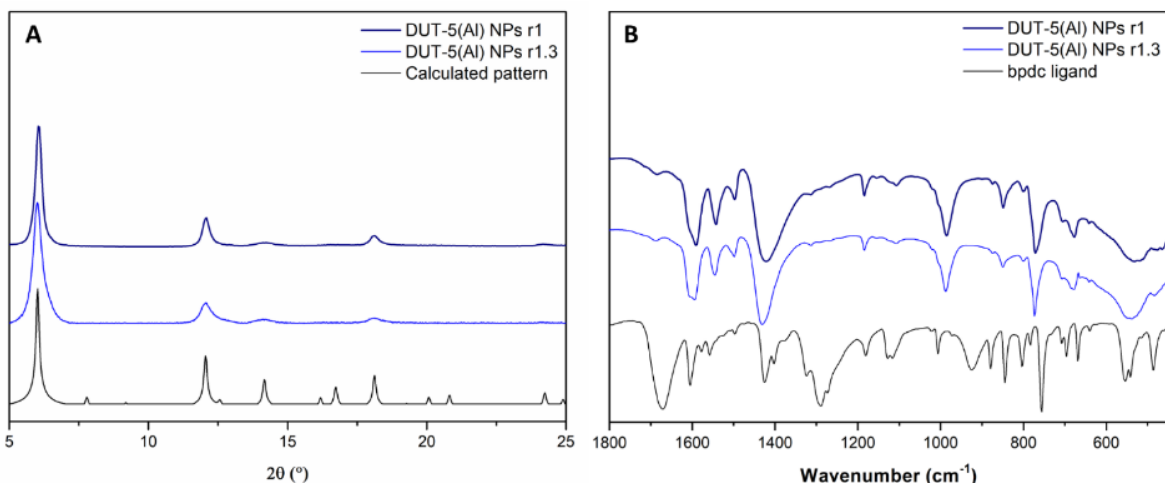 A
DUT-5(Al) NPs r1
DUT-5(Al) NPs r1.3
Calculated pattern
5
10
15
20
25
2θ (°)
B
DUT-5(Al) NPs r1
DUT-5(Al) NPs r1.3
bpdc ligand
1800
1600
1400
1200
1000
800
600
Wavenumber (cm⁻¹)